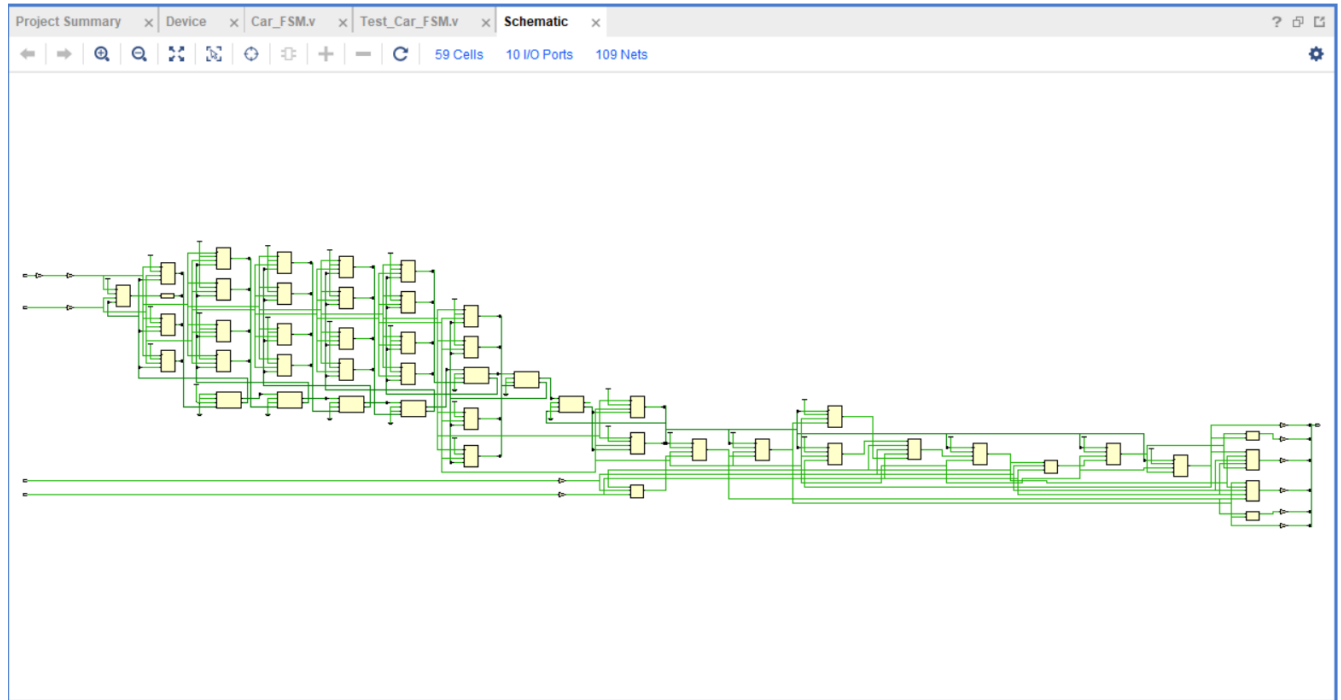 Project Summary × Device × Car_FSM.v × Test_Car_FSM.v × Schematic × ?
59 Cells 10 I/O Ports 109 Nets